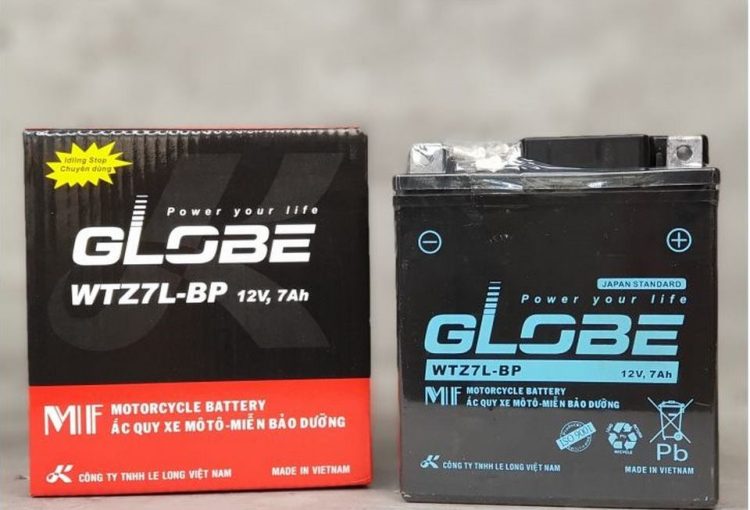 Idling Stop
Chuyên dùng
Power your life
GLOBE
WTZ7L-BP 12V, 7Ah
MF MOTORCYCLE BATTERY
ẮC QUY XE MÔTÔ-MIỄN BẢO DƯỠNG
CÔNG TY TNHH LE LONG VIỆT NAM MADE IN VIETNAM
JAPAN STANDARD
Power your life
GLOBE
WTZ7L-BP 12V, 7Ah
MF MOTORCYCLE BATTERY
ẮC QUY XE MÔTÔ-MIỄN BẢO DƯỠNG
ISO 9001
Pb
RECYCLE
CÔNG TY TNHH LE LONG VIỆT NAM MADE IN VIETNAM